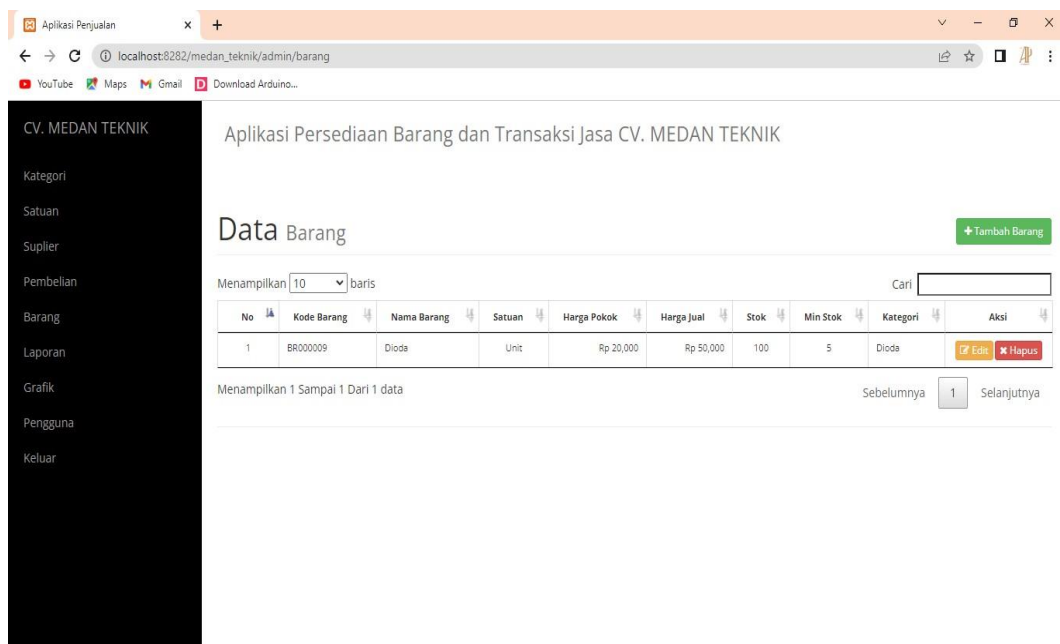 Aplikasi Penjualan
localhost:8282/medan_teknik/admin/barang
YouTube Maps Gmail Download Arduino...
CV. MEDAN TEKNIK
Kategori
Satuan
Suplier
Pembelian
Barang
Laporan
Grafik
Pengguna
Keluar
Aplikasi Persediaan Barang dan Transaksi Jasa CV. MEDAN TEKNIK
Data Barang
Tambah Barang
Menampilkan 10 baris
Cari
No Kode Barang Nama Barang Satuan Harga Pokok Harga Jual Stok Min Stok Kategori Aksi
1 BR000009 Dioda Unit Rp 20,000 Rp 50,000 100 5 Dioda Edit Hapus
Menampilkan 1 Sampai 1 Dari 1 data
Sebelumnya 1 Selanjutnya